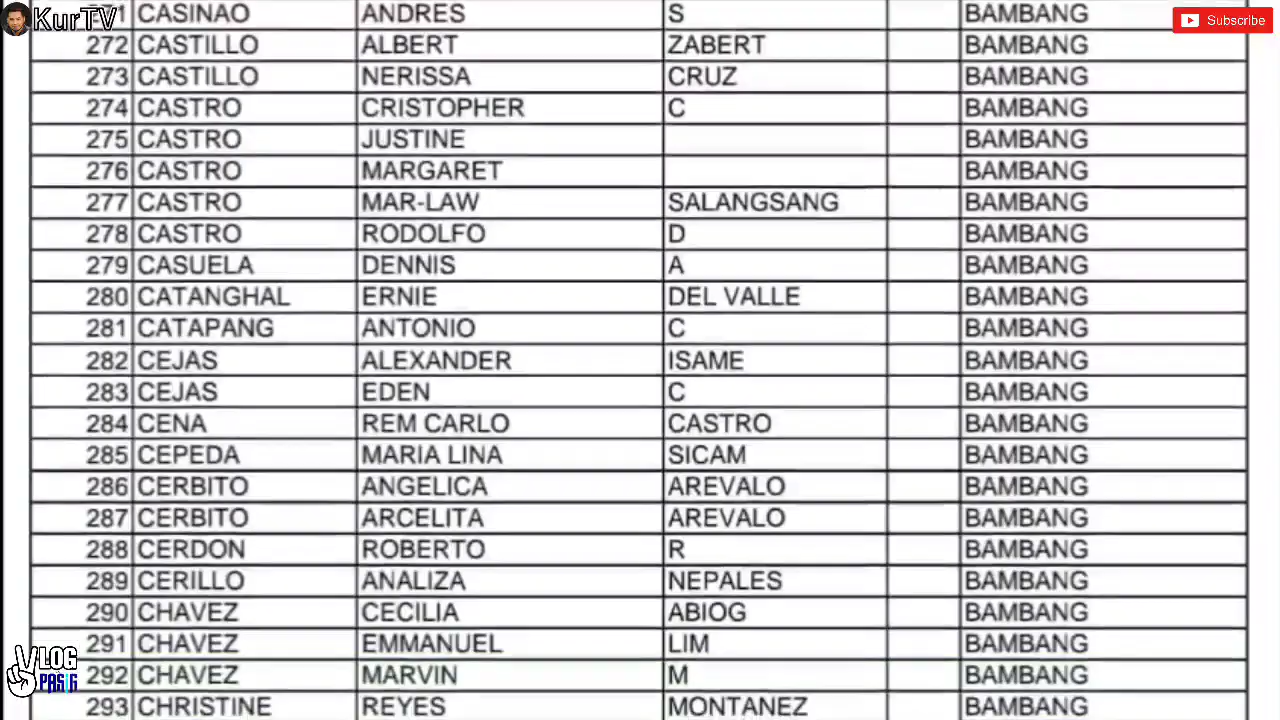 KurTV
Subscribe
271 CASINAO ANDRES S BAMBANG
272 CASTILLO ALBERT ZABERT BAMBANG
273 CASTILLO NERISSA CRUZ BAMBANG
274 CASTRO CRISTOPHER C BAMBANG
275 CASTRO JUSTINE BAMBANG
276 CASTRO MARGARET BAMBANG
277 CASTRO MAR-LAW SALANGSANG BAMBANG
278 CASTRO RODOLFO D BAMBANG
279 CASUELA DENNIS A BAMBANG
280 CATANGHAL ERNIE DEL VALLE BAMBANG
281 CATAPANG ANTONIO C BAMBANG
282 CEJAS ALEXANDER ISAME BAMBANG
283 CEJAS EDEN C BAMBANG
284 CENA REM CARLO CASTRO BAMBANG
285 CEPEDA MARIA LINA SICAM BAMBANG
286 CERBITO ANGELICA AREVALO BAMBANG
287 CERBITO ARCELITA AREVALO BAMBANG
288 CERDON ROBERTO R BAMBANG
289 CERILLO ANALIZA NEPALES BAMBANG
290 CHAVEZ CECILIA ABIOG BAMBANG
291 CHAVEZ EMMANUEL LIM BAMBANG
292 CHAVEZ MARVIN M BAMBANG
293 CHRISTINE REYES MONTANEZ BAMBANG
VLOG
PASIG